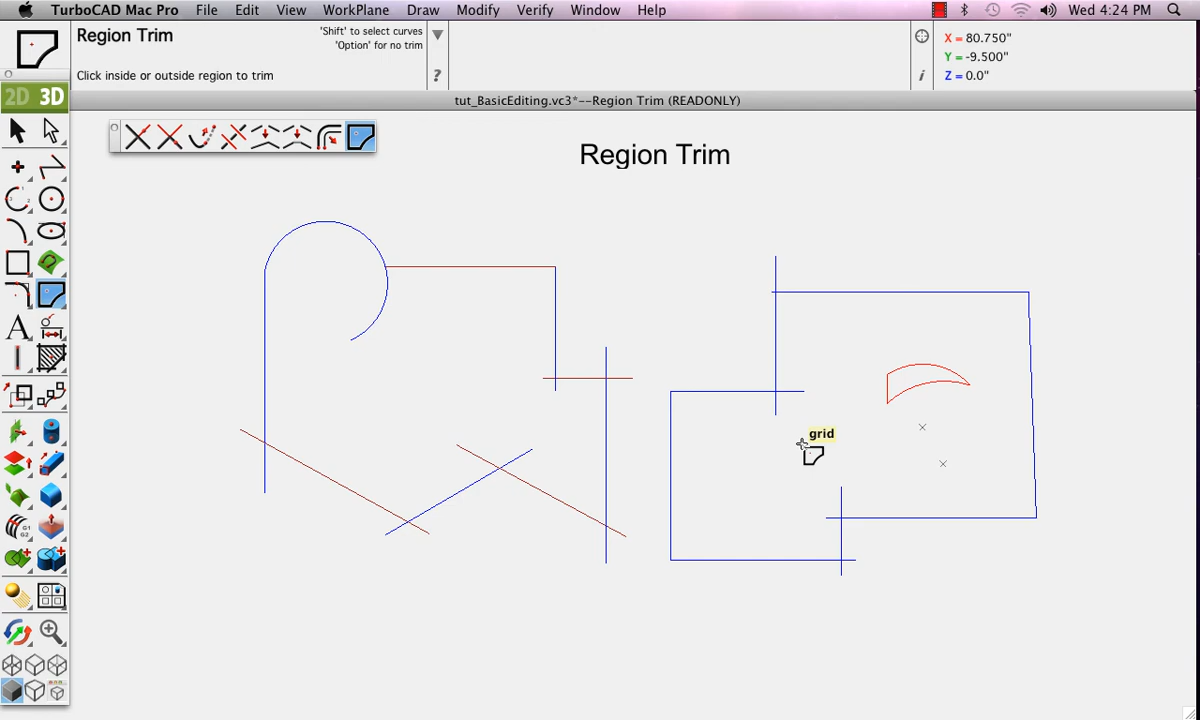 TurboCAD Mac Pro File Edit View WorkPlane Draw Modify Verify Window Help Wed 4:24 PM
Region Trim
'Shift' to select curves
'Option' for no trim
Click inside or outside region to trim
?
i
X = 80.750"
Y = -9.500"
Z = 0.0"
2D 3D
tut_BasicEditing.vc3*--Region Trim (READONLY)
Region Trim
grid
A
G1
G2